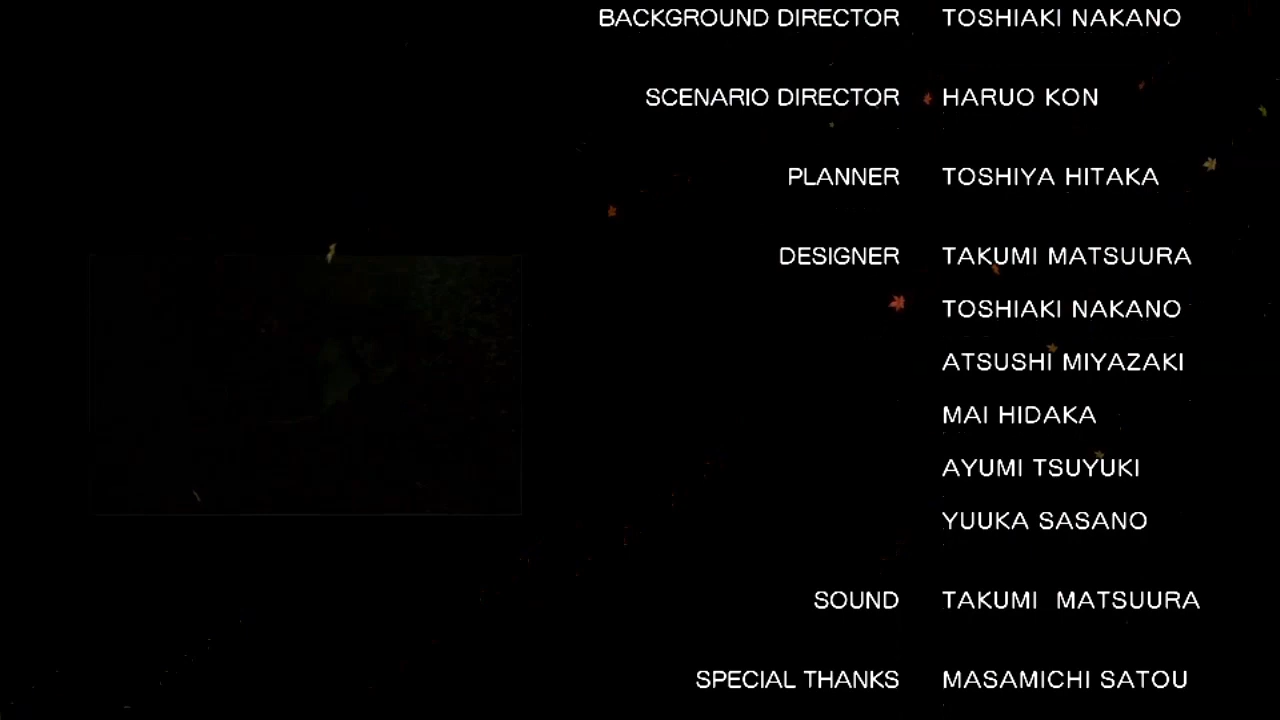 BACKGROUND DIRECTOR TOSHIAKI NAKANO
SCENARIO DIRECTOR HARUO KON
PLANNER TOSHIYA HITAKA
DESIGNER TAKUMI MATSUURA
TOSHIAKI NAKANO
ATSUSHI MIYAZAKI
MAI HIDAKA
AYUMI TSUYUKI
YUUKA SASANO
SOUND TAKUMI MATSUURA
SPECIAL THANKS MASAMICHI SATOU